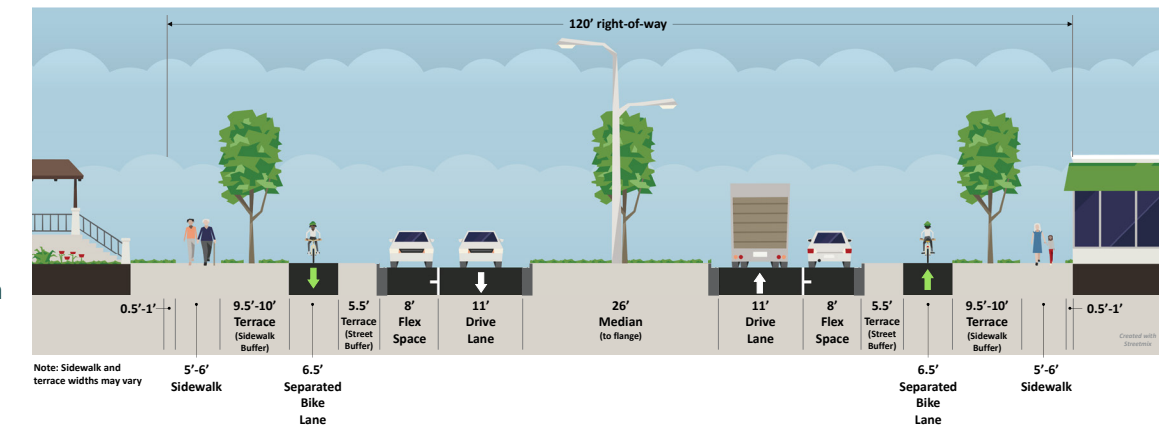 120’ right-of-way
0.5’-1’
9.5’-10’
Terrace
(Sidewalk
Buffer)
5.5’
Terrace
(Street
Buffer)
8’
Flex
Space
11’
Drive
Lane
26’
Median
(to flange)
11’
Drive
Lane
8’
Flex
Space
5.5’
Terrace
(Street
Buffer)
9.5’-10’
Terrace
(Sidewalk
Buffer)
0.5’-1’
Created with
Streetmix
Note: Sidewalk and
terrace widths may vary
5’-6’
Sidewalk
6.5’
Separated
Bike
Lane
6.5’
Separated
Bike
Lane
5’-6’
Sidewalk